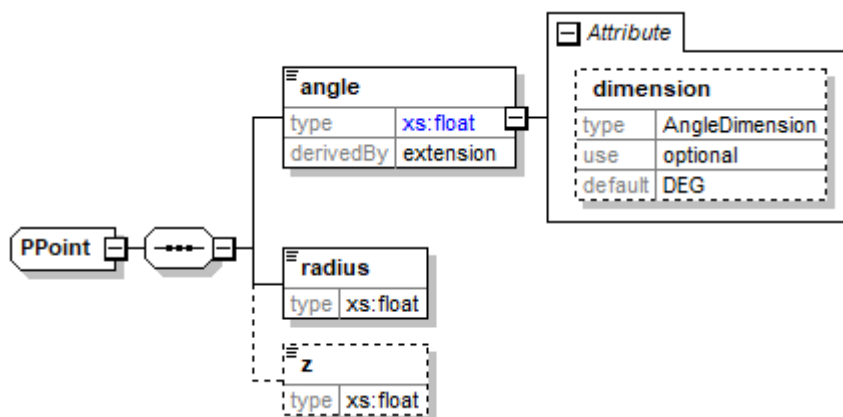 Attribute
angle
type xs:float
derivedBy extension
dimension
type AngleDimension
use optional
default DEG
PPoint
radius
type xs:float
z
type xs:float